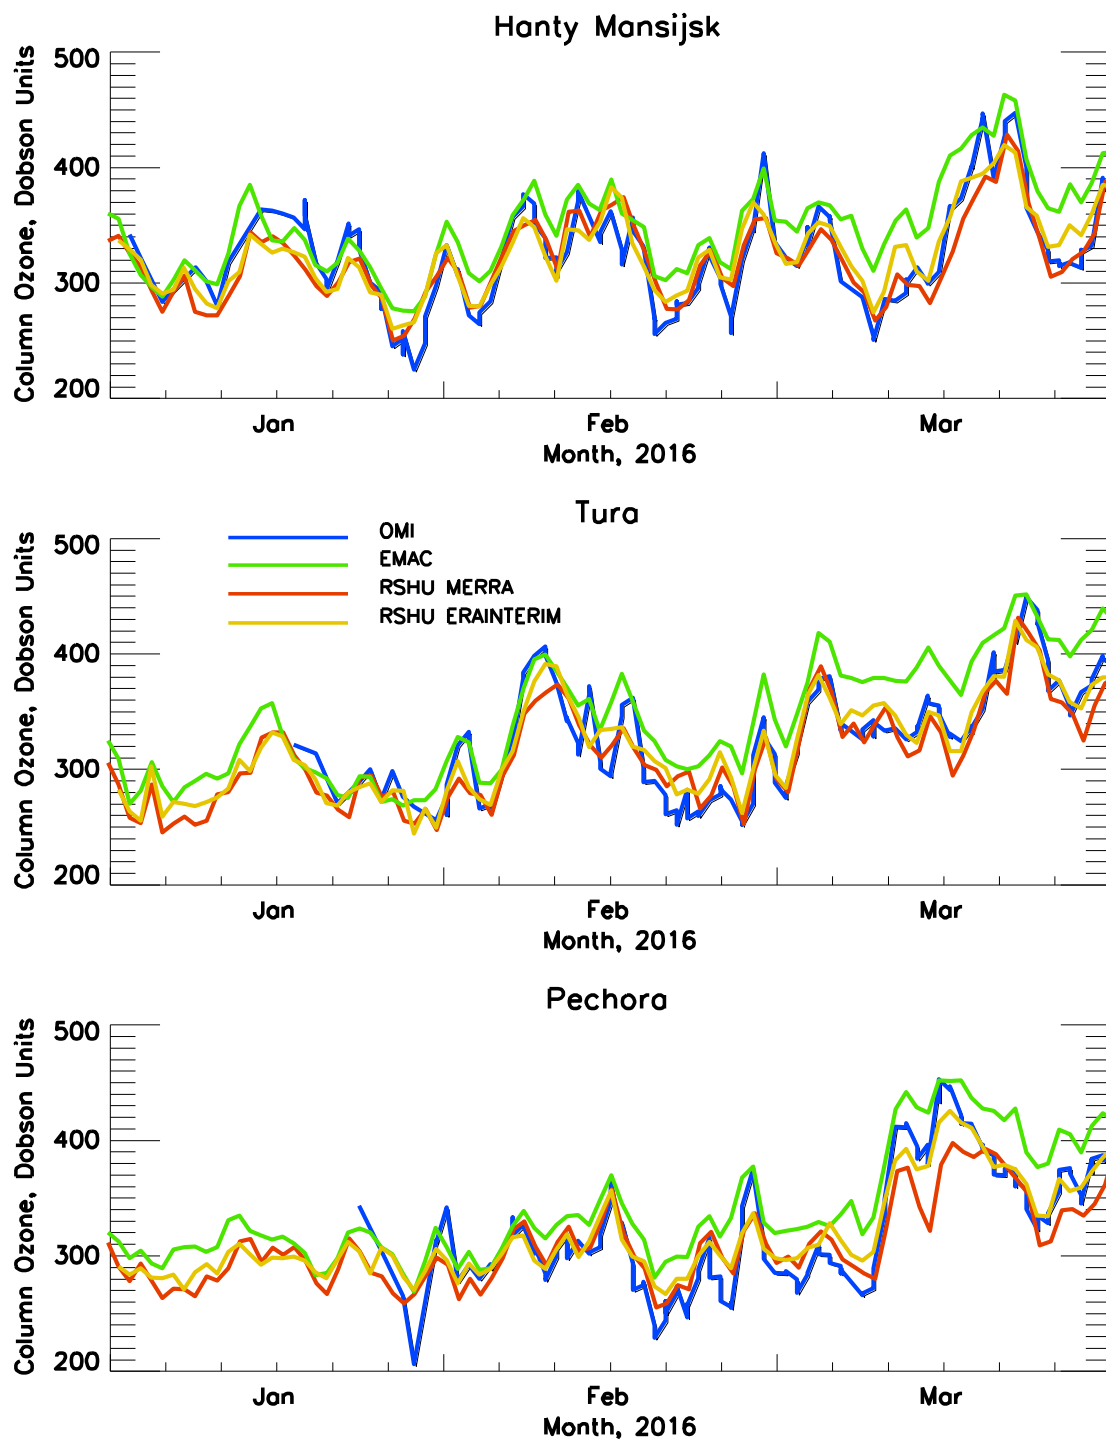 Hanty Mansijsk
Column Ozone, Dobson Units
500
400
300
200
Jan
Feb
Mar
Month, 2016
Tura
Column Ozone, Dobson Units
500
400
300
200
OMI
EMAC
RSHU MERRA
RSHU ERAINTERIM
Jan
Feb
Mar
Month, 2016
Pechora
Column Ozone, Dobson Units
500
400
300
200
Jan
Feb
Mar
Month, 2016